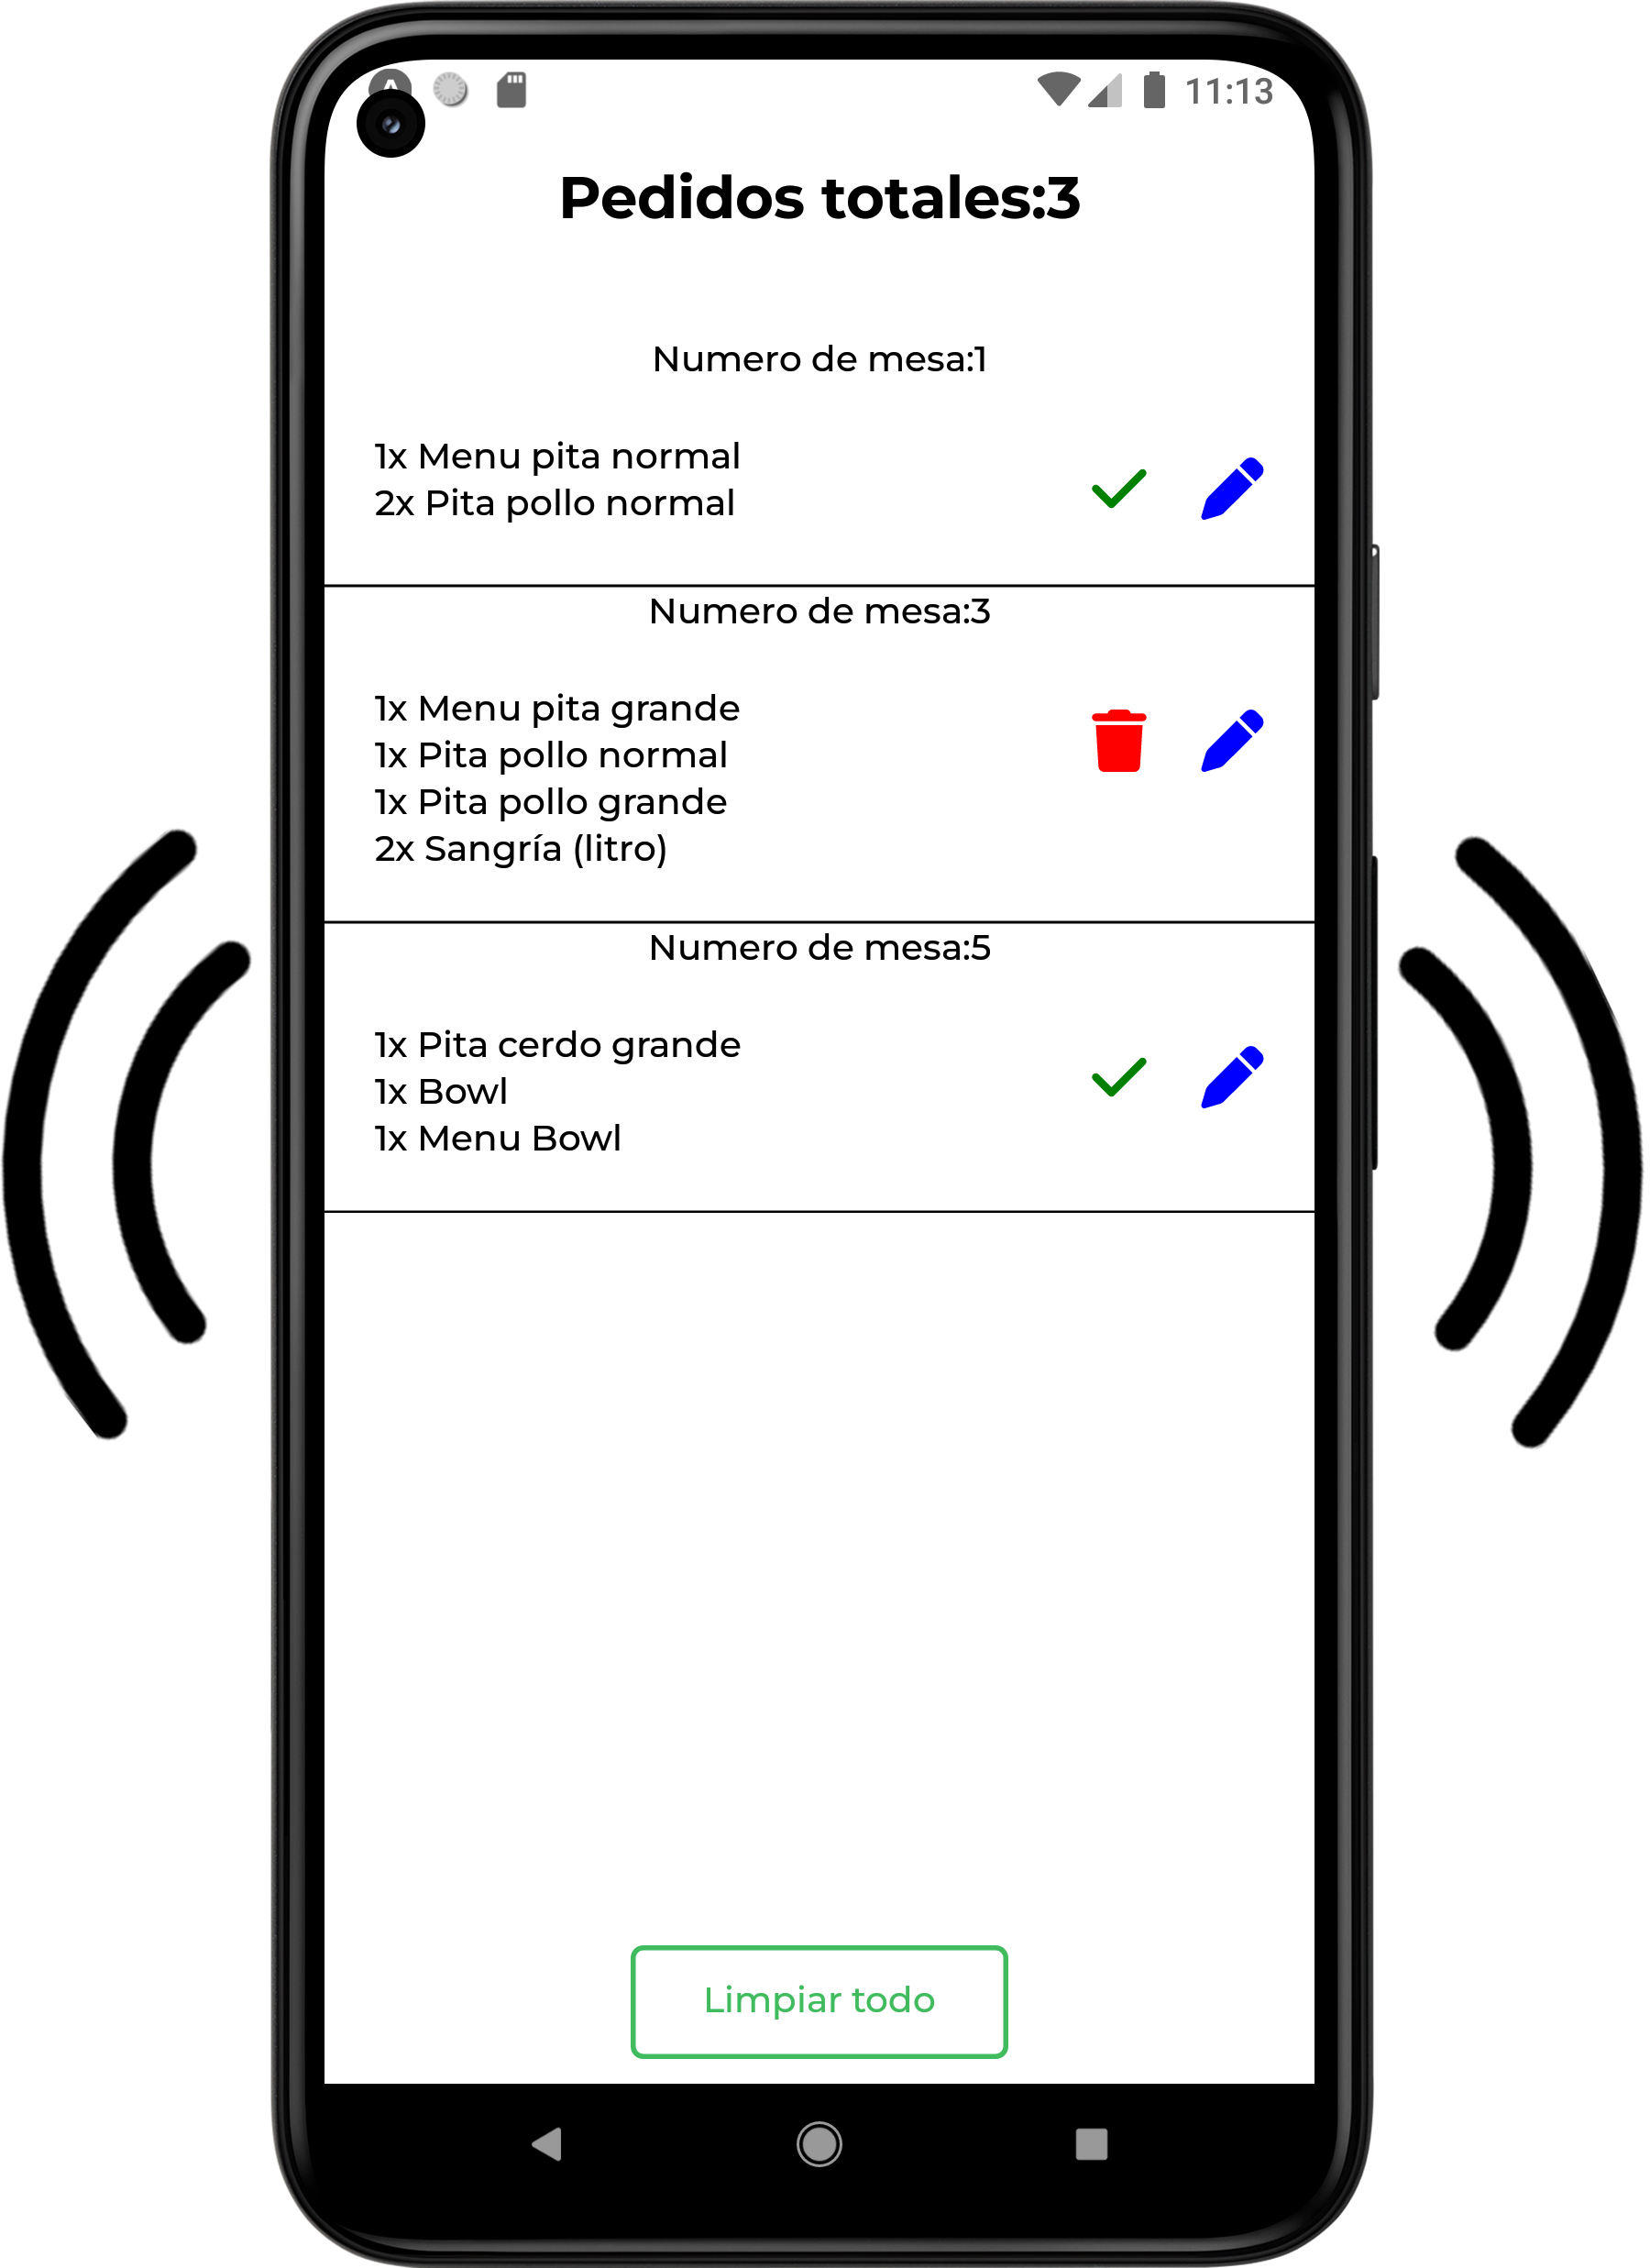 11:13
Pedidos totales:3
Numero de mesa:1
1x Menu pita normal
2x Pita pollo normal
Numero de mesa:3
1x Menu pita grande
1x Pita pollo normal
1x Pita pollo grande
2x Sangría (litro)
Numero de mesa:5
1x Pita cerdo grande
1x Bowl
1x Menu Bowl
Limpiar todo